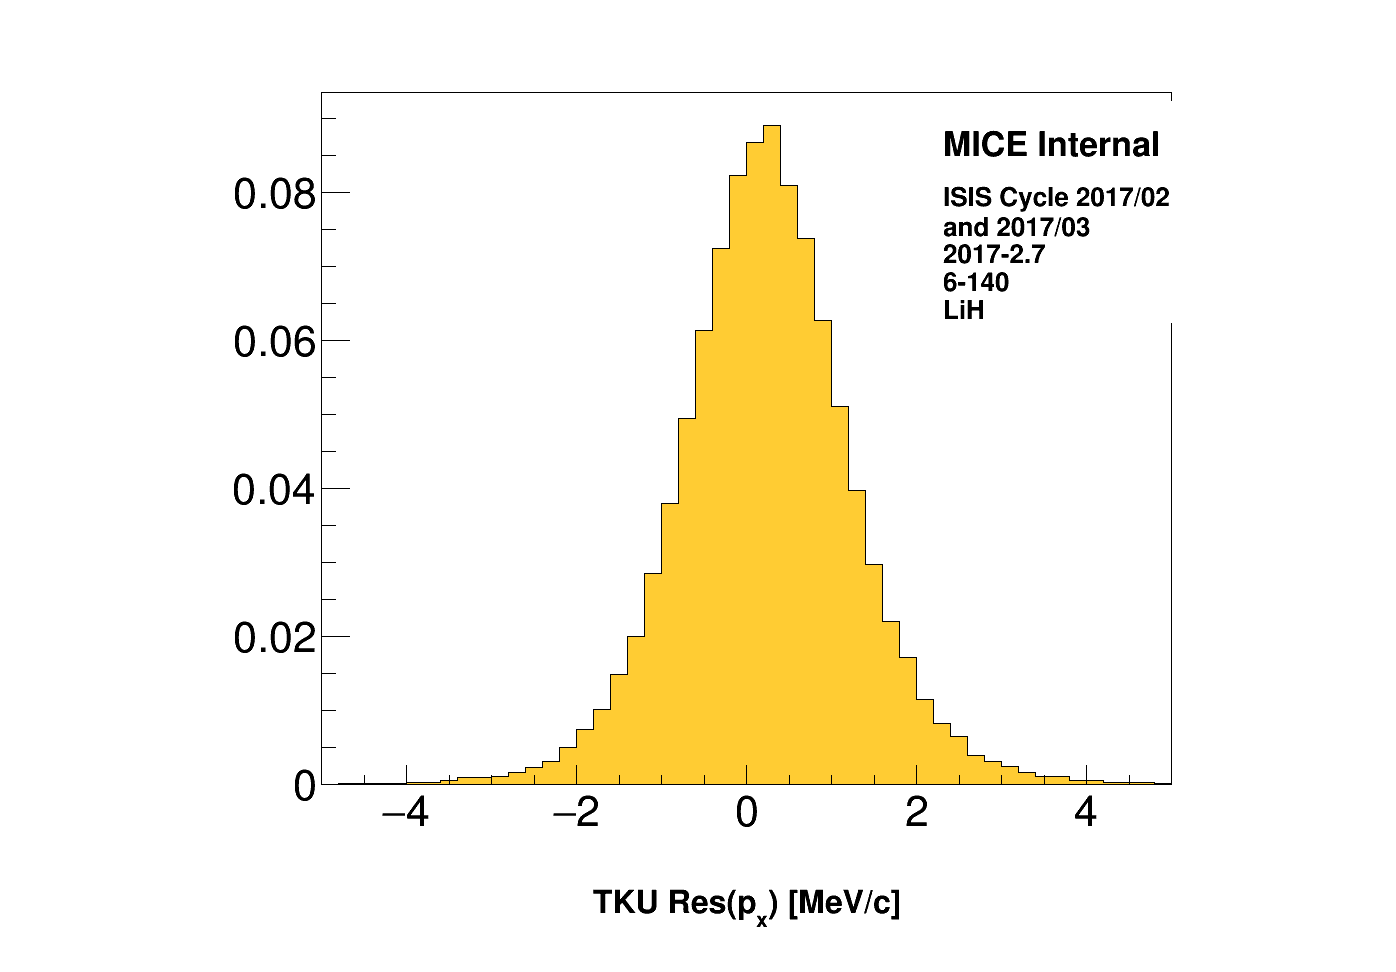 MICE Internal
ISIS Cycle 2017/02
and 2017/03
2017-2.7
6-140
LiH
0.08
0.06
0.04
0.02
0
−4 −2 0 2 4
TKU Res(px) [MeV/c]